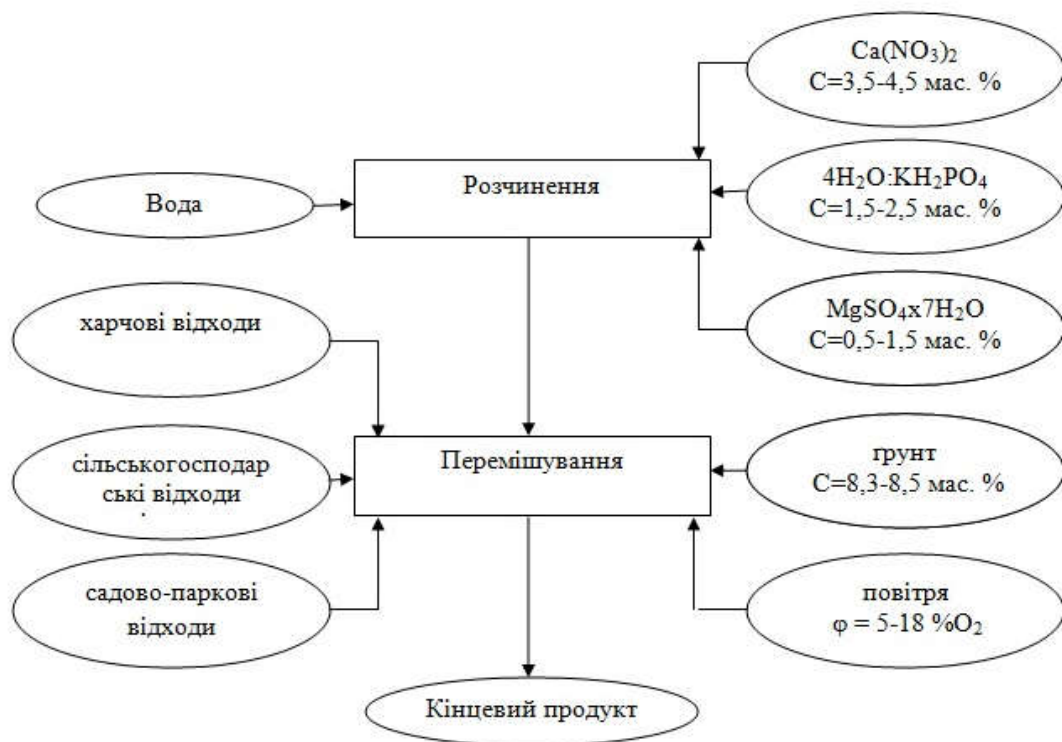 Ca(NO₃)₂
C=3,5-4,5 мас. %
Розчинення
4H₂O:KH₂PO₄
C=1,5-2,5 мас. %
Вода
MgSO₄x7H₂O
C=0,5-1,5 мас. %
харчові відходи
Перемішування
ґрунт
C=8,3-8,5 мас. %
сільськогосподар
ські відходи
садово-паркові
відходи
повітря
φ = 5-18 %O₂
Кінцевий продукт